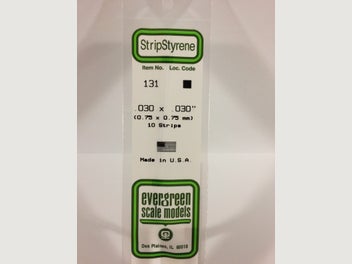 StripStyrene
Item No. Loc. Code
131
.030 x .030"
(0.75 x 0.75 mm)
10 Strips
Made in U.S.A.
evergreen
scale models
Des Plaines, IL 60018